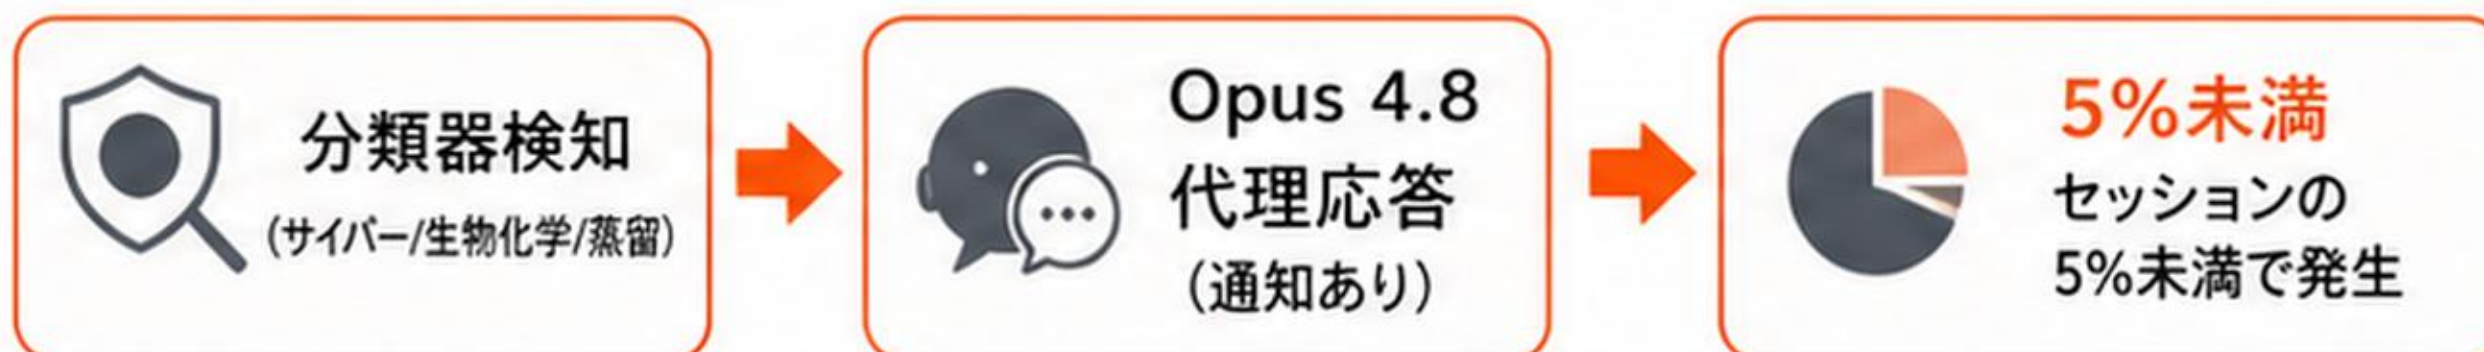 分類器検知
（サイバー/生物化学/蒸留）
Opus 4.8
代理応答
（通知あり）
5%未満
セッションの
5%未満で発生